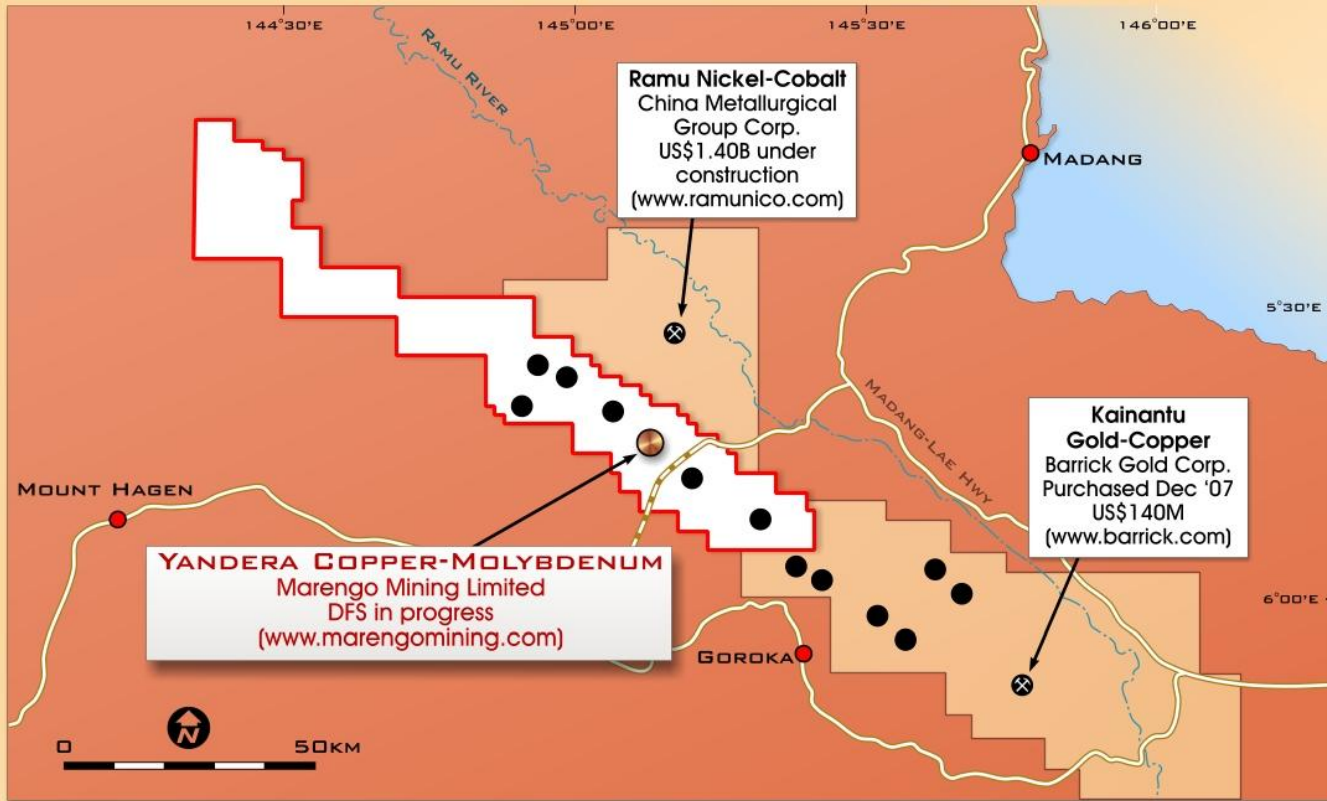 144°30'E
145°00'E
145°30'E
146°00'E
RAMU RIVER
Ramu Nickel-Cobalt
China Metallurgical
Group Corp.
US$1.40B under
construction
(www.ramunico.com)
MADANG
5°30'E
MADANG-LAE HWY
Kainantu
Gold-Copper
Barrick Gold Corp.
Purchased Dec '07
US$140M
(www.barrick.com)
MOUNT HAGEN
YANDERA COPPER-MOLYBDENUM
Marengo Mining Limited
DFS in progress
(www.marengomining.com)
6°00'E
GOROKA
N
0 50KM